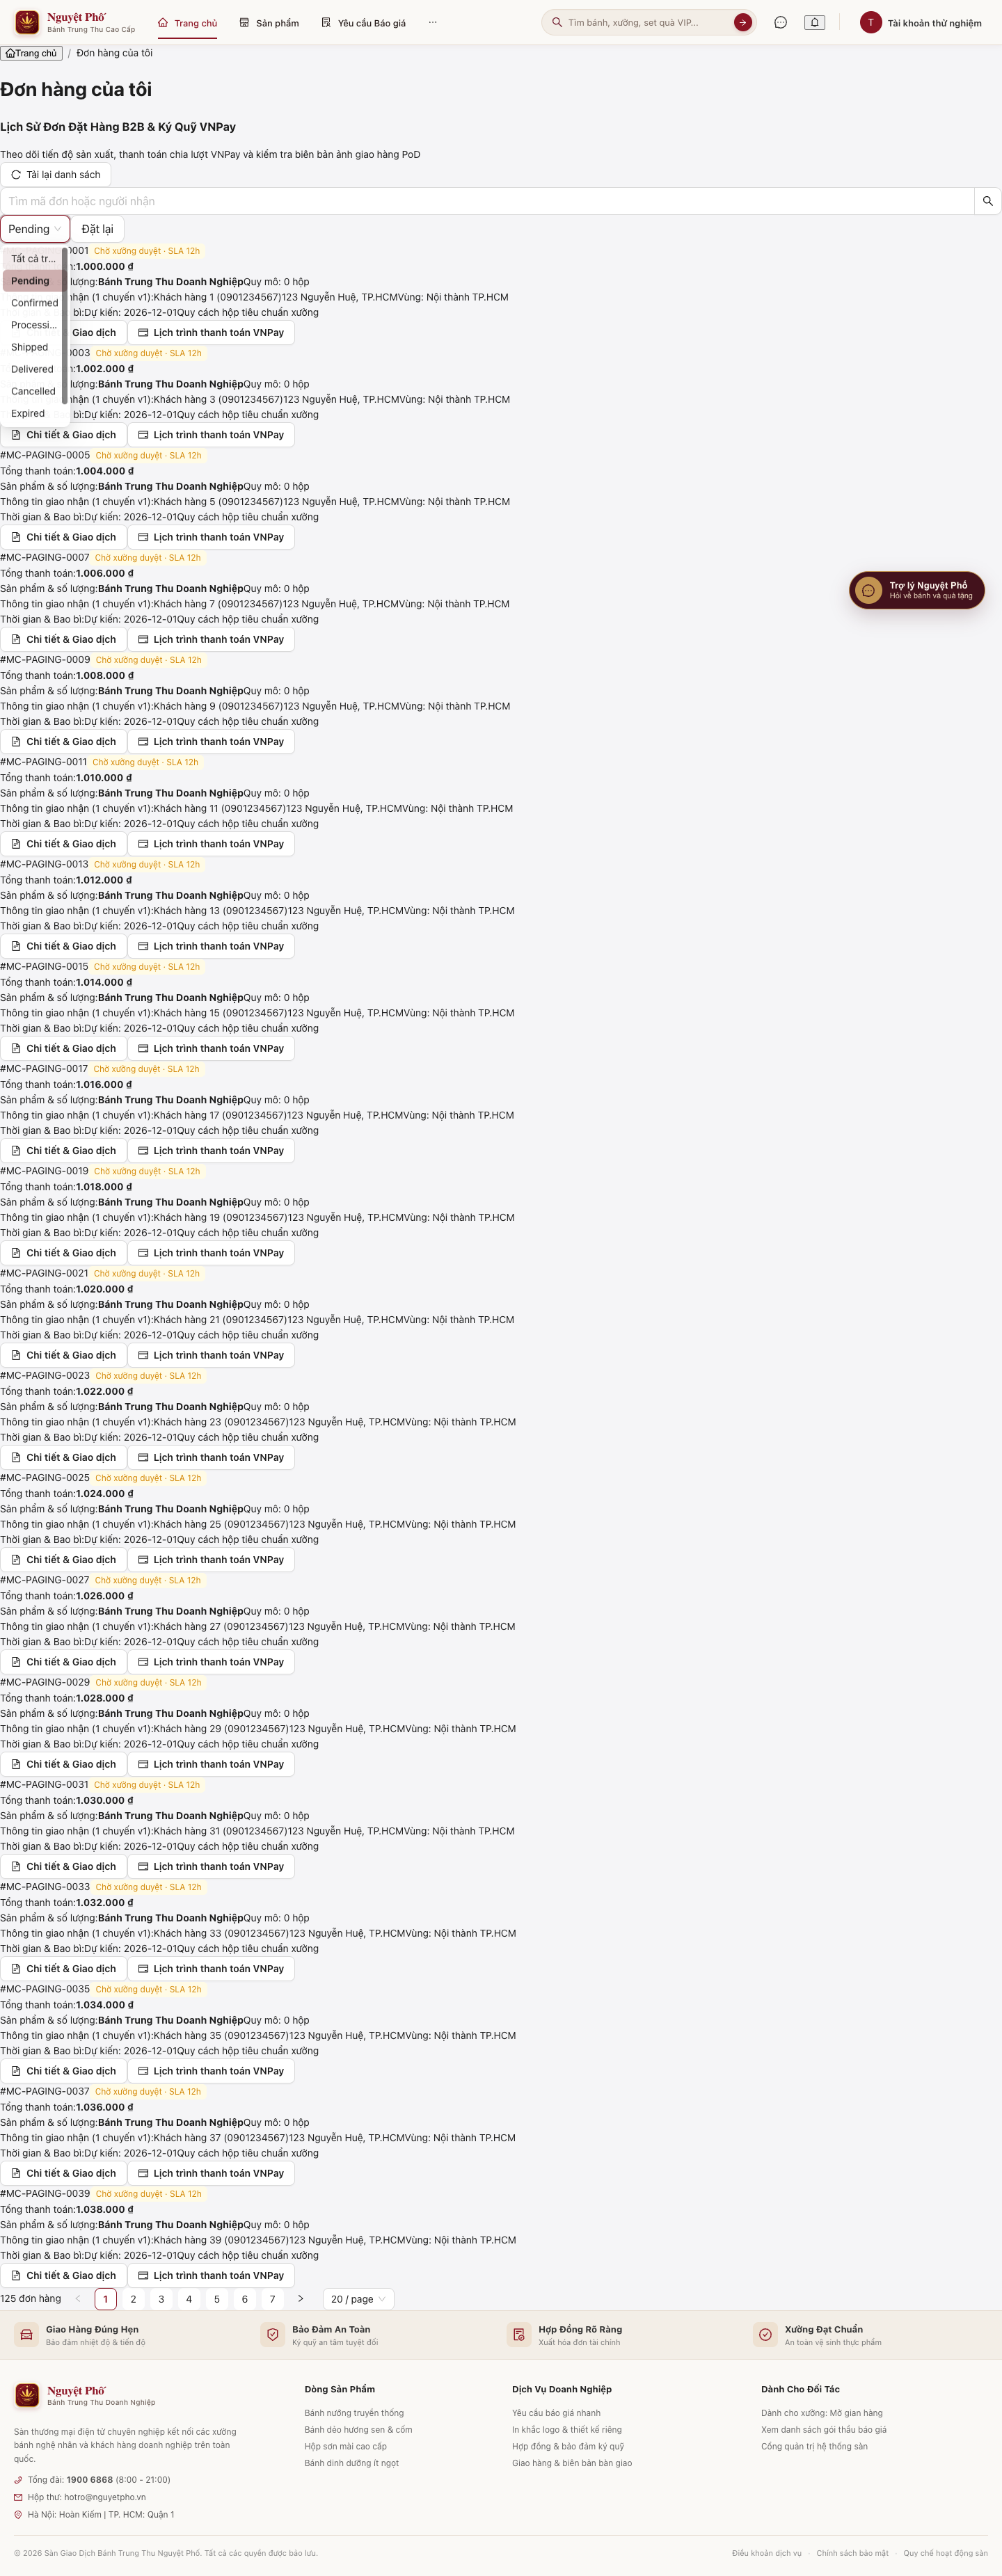 Nguyệt Phố
Bánh Trung Thu Cao Cấp
Trang chủ
Sản phẩm
Yêu cầu Báo giá
···
Tìm bánh, xưởng, set quà VIP...
T
Tài khoản thử nghiệm
Trang chủ / Đơn hàng của tôi
Đơn hàng của tôi
Lịch Sử Đơn Đặt Hàng B2B & Ký Quỹ VNPay
Theo dõi tiến độ sản xuất, thanh toán chia lượt VNPay và kiểm tra biên bản ảnh giao hàng PoD
Tải lại danh sách
Tìm mã đơn hoặc người nhận
Pending
Đặt lại
Tất cả tr...
Pending
Confirmed
Processi...
Shipped
Delivered
Cancelled
Expired
0001 Chờ xưởng duyệt · SLA 12h
1.000.000 ₫
lượng:Bánh Trung Thu Doanh NghiệpQuy mô: 0 hộp
nhận (1 chuyến v1):Khách hàng 1 (0901234567)123 Nguyễn Huệ, TP.HCMVùng: Nội thành TP.HCM
bì:Dự kiến: 2026-12-01Quy cách hộp tiêu chuẩn xưởng
Giao dịch Lịch trình thanh toán VNPay
0003 Chờ xưởng duyệt · SLA 12h
1.002.000 ₫
lượng:Bánh Trung Thu Doanh NghiệpQuy mô: 0 hộp
nhận (1 chuyến v1):Khách hàng 3 (0901234567)123 Nguyễn Huệ, TP.HCMVùng: Nội thành TP.HCM
bì:Dự kiến: 2026-12-01Quy cách hộp tiêu chuẩn xưởng
Chi tiết & Giao dịch Lịch trình thanh toán VNPay
#MC-PAGING-0005 Chờ xưởng duyệt · SLA 12h
Tổng thanh toán:1.004.000 ₫
Sản phẩm & số lượng:Bánh Trung Thu Doanh NghiệpQuy mô: 0 hộp
Thông tin giao nhận (1 chuyến v1):Khách hàng 5 (0901234567)123 Nguyễn Huệ, TP.HCMVùng: Nội thành TP.HCM
Thời gian & Bao bì:Dự kiến: 2026-12-01Quy cách hộp tiêu chuẩn xưởng
Chi tiết & Giao dịch Lịch trình thanh toán VNPay
#MC-PAGING-0007 Chờ xưởng duyệt · SLA 12h
Tổng thanh toán:1.006.000 ₫
Sản phẩm & số lượng:Bánh Trung Thu Doanh NghiệpQuy mô: 0 hộp
Thông tin giao nhận (1 chuyến v1):Khách hàng 7 (0901234567)123 Nguyễn Huệ, TP.HCMVùng: Nội thành TP.HCM
Thời gian & Bao bì:Dự kiến: 2026-12-01Quy cách hộp tiêu chuẩn xưởng
Chi tiết & Giao dịch Lịch trình thanh toán VNPay
Trợ lý Nguyệt Phố
Hỏi về bánh và quà tặng
#MC-PAGING-0009 Chờ xưởng duyệt · SLA 12h
Tổng thanh toán:1.008.000 ₫
Sản phẩm & số lượng:Bánh Trung Thu Doanh NghiệpQuy mô: 0 hộp
Thông tin giao nhận (1 chuyến v1):Khách hàng 9 (0901234567)123 Nguyễn Huệ, TP.HCMVùng: Nội thành TP.HCM
Thời gian & Bao bì:Dự kiến: 2026-12-01Quy cách hộp tiêu chuẩn xưởng
Chi tiết & Giao dịch Lịch trình thanh toán VNPay
#MC-PAGING-0011 Chờ xưởng duyệt · SLA 12h
Tổng thanh toán:1.010.000 ₫
Sản phẩm & số lượng:Bánh Trung Thu Doanh NghiệpQuy mô: 0 hộp
Thông tin giao nhận (1 chuyến v1):Khách hàng 11 (0901234567)123 Nguyễn Huệ, TP.HCMVùng: Nội thành TP.HCM
Thời gian & Bao bì:Dự kiến: 2026-12-01Quy cách hộp tiêu chuẩn xưởng
Chi tiết & Giao dịch Lịch trình thanh toán VNPay
#MC-PAGING-0013 Chờ xưởng duyệt · SLA 12h
Tổng thanh toán:1.012.000 ₫
Sản phẩm & số lượng:Bánh Trung Thu Doanh NghiệpQuy mô: 0 hộp
Thông tin giao nhận (1 chuyến v1):Khách hàng 13 (0901234567)123 Nguyễn Huệ, TP.HCMVùng: Nội thành TP.HCM
Thời gian & Bao bì:Dự kiến: 2026-12-01Quy cách hộp tiêu chuẩn xưởng
Chi tiết & Giao dịch Lịch trình thanh toán VNPay
#MC-PAGING-0015 Chờ xưởng duyệt · SLA 12h
Tổng thanh toán:1.014.000 ₫
Sản phẩm & số lượng:Bánh Trung Thu Doanh NghiệpQuy mô: 0 hộp
Thông tin giao nhận (1 chuyến v1):Khách hàng 15 (0901234567)123 Nguyễn Huệ, TP.HCMVùng: Nội thành TP.HCM
Thời gian & Bao bì:Dự kiến: 2026-12-01Quy cách hộp tiêu chuẩn xưởng
Chi tiết & Giao dịch Lịch trình thanh toán VNPay
#MC-PAGING-0017 Chờ xưởng duyệt · SLA 12h
Tổng thanh toán:1.016.000 ₫
Sản phẩm & số lượng:Bánh Trung Thu Doanh NghiệpQuy mô: 0 hộp
Thông tin giao nhận (1 chuyến v1):Khách hàng 17 (0901234567)123 Nguyễn Huệ, TP.HCMVùng: Nội thành TP.HCM
Thời gian & Bao bì:Dự kiến: 2026-12-01Quy cách hộp tiêu chuẩn xưởng
Chi tiết & Giao dịch Lịch trình thanh toán VNPay
#MC-PAGING-0019 Chờ xưởng duyệt · SLA 12h
Tổng thanh toán:1.018.000 ₫
Sản phẩm & số lượng:Bánh Trung Thu Doanh NghiệpQuy mô: 0 hộp
Thông tin giao nhận (1 chuyến v1):Khách hàng 19 (0901234567)123 Nguyễn Huệ, TP.HCMVùng: Nội thành TP.HCM
Thời gian & Bao bì:Dự kiến: 2026-12-01Quy cách hộp tiêu chuẩn xưởng
Chi tiết & Giao dịch Lịch trình thanh toán VNPay
#MC-PAGING-0021 Chờ xưởng duyệt · SLA 12h
Tổng thanh toán:1.020.000 ₫
Sản phẩm & số lượng:Bánh Trung Thu Doanh NghiệpQuy mô: 0 hộp
Thông tin giao nhận (1 chuyến v1):Khách hàng 21 (0901234567)123 Nguyễn Huệ, TP.HCMVùng: Nội thành TP.HCM
Thời gian & Bao bì:Dự kiến: 2026-12-01Quy cách hộp tiêu chuẩn xưởng
Chi tiết & Giao dịch Lịch trình thanh toán VNPay
#MC-PAGING-0023 Chờ xưởng duyệt · SLA 12h
Tổng thanh toán:1.022.000 ₫
Sản phẩm & số lượng:Bánh Trung Thu Doanh NghiệpQuy mô: 0 hộp
Thông tin giao nhận (1 chuyến v1):Khách hàng 23 (0901234567)123 Nguyễn Huệ, TP.HCMVùng: Nội thành TP.HCM
Thời gian & Bao bì:Dự kiến: 2026-12-01Quy cách hộp tiêu chuẩn xưởng
Chi tiết & Giao dịch Lịch trình thanh toán VNPay
#MC-PAGING-0025 Chờ xưởng duyệt · SLA 12h
Tổng thanh toán:1.024.000 ₫
Sản phẩm & số lượng:Bánh Trung Thu Doanh NghiệpQuy mô: 0 hộp
Thông tin giao nhận (1 chuyến v1):Khách hàng 25 (0901234567)123 Nguyễn Huệ, TP.HCMVùng: Nội thành TP.HCM
Thời gian & Bao bì:Dự kiến: 2026-12-01Quy cách hộp tiêu chuẩn xưởng
Chi tiết & Giao dịch Lịch trình thanh toán VNPay
#MC-PAGING-0027 Chờ xưởng duyệt · SLA 12h
Tổng thanh toán:1.026.000 ₫
Sản phẩm & số lượng:Bánh Trung Thu Doanh NghiệpQuy mô: 0 hộp
Thông tin giao nhận (1 chuyến v1):Khách hàng 27 (0901234567)123 Nguyễn Huệ, TP.HCMVùng: Nội thành TP.HCM
Thời gian & Bao bì:Dự kiến: 2026-12-01Quy cách hộp tiêu chuẩn xưởng
Chi tiết & Giao dịch Lịch trình thanh toán VNPay
#MC-PAGING-0029 Chờ xưởng duyệt · SLA 12h
Tổng thanh toán:1.028.000 ₫
Sản phẩm & số lượng:Bánh Trung Thu Doanh NghiệpQuy mô: 0 hộp
Thông tin giao nhận (1 chuyến v1):Khách hàng 29 (0901234567)123 Nguyễn Huệ, TP.HCMVùng: Nội thành TP.HCM
Thời gian & Bao bì:Dự kiến: 2026-12-01Quy cách hộp tiêu chuẩn xưởng
Chi tiết & Giao dịch Lịch trình thanh toán VNPay
#MC-PAGING-0031 Chờ xưởng duyệt · SLA 12h
Tổng thanh toán:1.030.000 ₫
Sản phẩm & số lượng:Bánh Trung Thu Doanh NghiệpQuy mô: 0 hộp
Thông tin giao nhận (1 chuyến v1):Khách hàng 31 (0901234567)123 Nguyễn Huệ, TP.HCMVùng: Nội thành TP.HCM
Thời gian & Bao bì:Dự kiến: 2026-12-01Quy cách hộp tiêu chuẩn xưởng
Chi tiết & Giao dịch Lịch trình thanh toán VNPay
#MC-PAGING-0033 Chờ xưởng duyệt · SLA 12h
Tổng thanh toán:1.032.000 ₫
Sản phẩm & số lượng:Bánh Trung Thu Doanh NghiệpQuy mô: 0 hộp
Thông tin giao nhận (1 chuyến v1):Khách hàng 33 (0901234567)123 Nguyễn Huệ, TP.HCMVùng: Nội thành TP.HCM
Thời gian & Bao bì:Dự kiến: 2026-12-01Quy cách hộp tiêu chuẩn xưởng
Chi tiết & Giao dịch Lịch trình thanh toán VNPay
#MC-PAGING-0035 Chờ xưởng duyệt · SLA 12h
Tổng thanh toán:1.034.000 ₫
Sản phẩm & số lượng:Bánh Trung Thu Doanh NghiệpQuy mô: 0 hộp
Thông tin giao nhận (1 chuyến v1):Khách hàng 35 (0901234567)123 Nguyễn Huệ, TP.HCMVùng: Nội thành TP.HCM
Thời gian & Bao bì:Dự kiến: 2026-12-01Quy cách hộp tiêu chuẩn xưởng
Chi tiết & Giao dịch Lịch trình thanh toán VNPay
#MC-PAGING-0037 Chờ xưởng duyệt · SLA 12h
Tổng thanh toán:1.036.000 ₫
Sản phẩm & số lượng:Bánh Trung Thu Doanh NghiệpQuy mô: 0 hộp
Thông tin giao nhận (1 chuyến v1):Khách hàng 37 (0901234567)123 Nguyễn Huệ, TP.HCMVùng: Nội thành TP.HCM
Thời gian & Bao bì:Dự kiến: 2026-12-01Quy cách hộp tiêu chuẩn xưởng
Chi tiết & Giao dịch Lịch trình thanh toán VNPay
#MC-PAGING-0039 Chờ xưởng duyệt · SLA 12h
Tổng thanh toán:1.038.000 ₫
Sản phẩm & số lượng:Bánh Trung Thu Doanh NghiệpQuy mô: 0 hộp
Thông tin giao nhận (1 chuyến v1):Khách hàng 39 (0901234567)123 Nguyễn Huệ, TP.HCMVùng: Nội thành TP.HCM
Thời gian & Bao bì:Dự kiến: 2026-12-01Quy cách hộp tiêu chuẩn xưởng
Chi tiết & Giao dịch Lịch trình thanh toán VNPay
125 đơn hàng 1 2 3 4 5 6 7 20 / page
Giao Hàng Đúng Hẹn
Bảo đảm nhiệt độ & tiến độ
Bảo Đảm An Toàn
Ký quỹ an tâm tuyệt đối
Hợp Đồng Rõ Ràng
Xuất hóa đơn tài chính
Xưởng Đạt Chuẩn
An toàn vệ sinh thực phẩm
Nguyệt Phố
Bánh Trung Thu Doanh Nghiệp
Sàn thương mại điện tử chuyên nghiệp kết nối các xưởng
bánh nghệ nhân và khách hàng doanh nghiệp trên toàn
quốc.
Tổng đài: 1900 6868 (8:00 - 21:00)
Hộp thư: hotro@nguyetpho.vn
Hà Nội: Hoàn Kiếm | TP. HCM: Quận 1
Dòng Sản Phẩm
Bánh nướng truyền thống
Bánh dẻo hương sen & cốm
Hộp sơn mài cao cấp
Bánh dinh dưỡng ít ngọt
Dịch Vụ Doanh Nghiệp
Yêu cầu báo giá nhanh
In khắc logo & thiết kế riêng
Hợp đồng & bảo đảm ký quỹ
Giao hàng & biên bản bàn giao
Dành Cho Đối Tác
Dành cho xưởng: Mở gian hàng
Xem danh sách gói thầu báo giá
Cổng quản trị hệ thống sàn
© 2026 Sàn Giao Dịch Bánh Trung Thu Nguyệt Phố. Tất cả các quyền được bảo lưu.
Điều khoản dịch vụ · Chính sách bảo mật · Quy chế hoạt động sàn